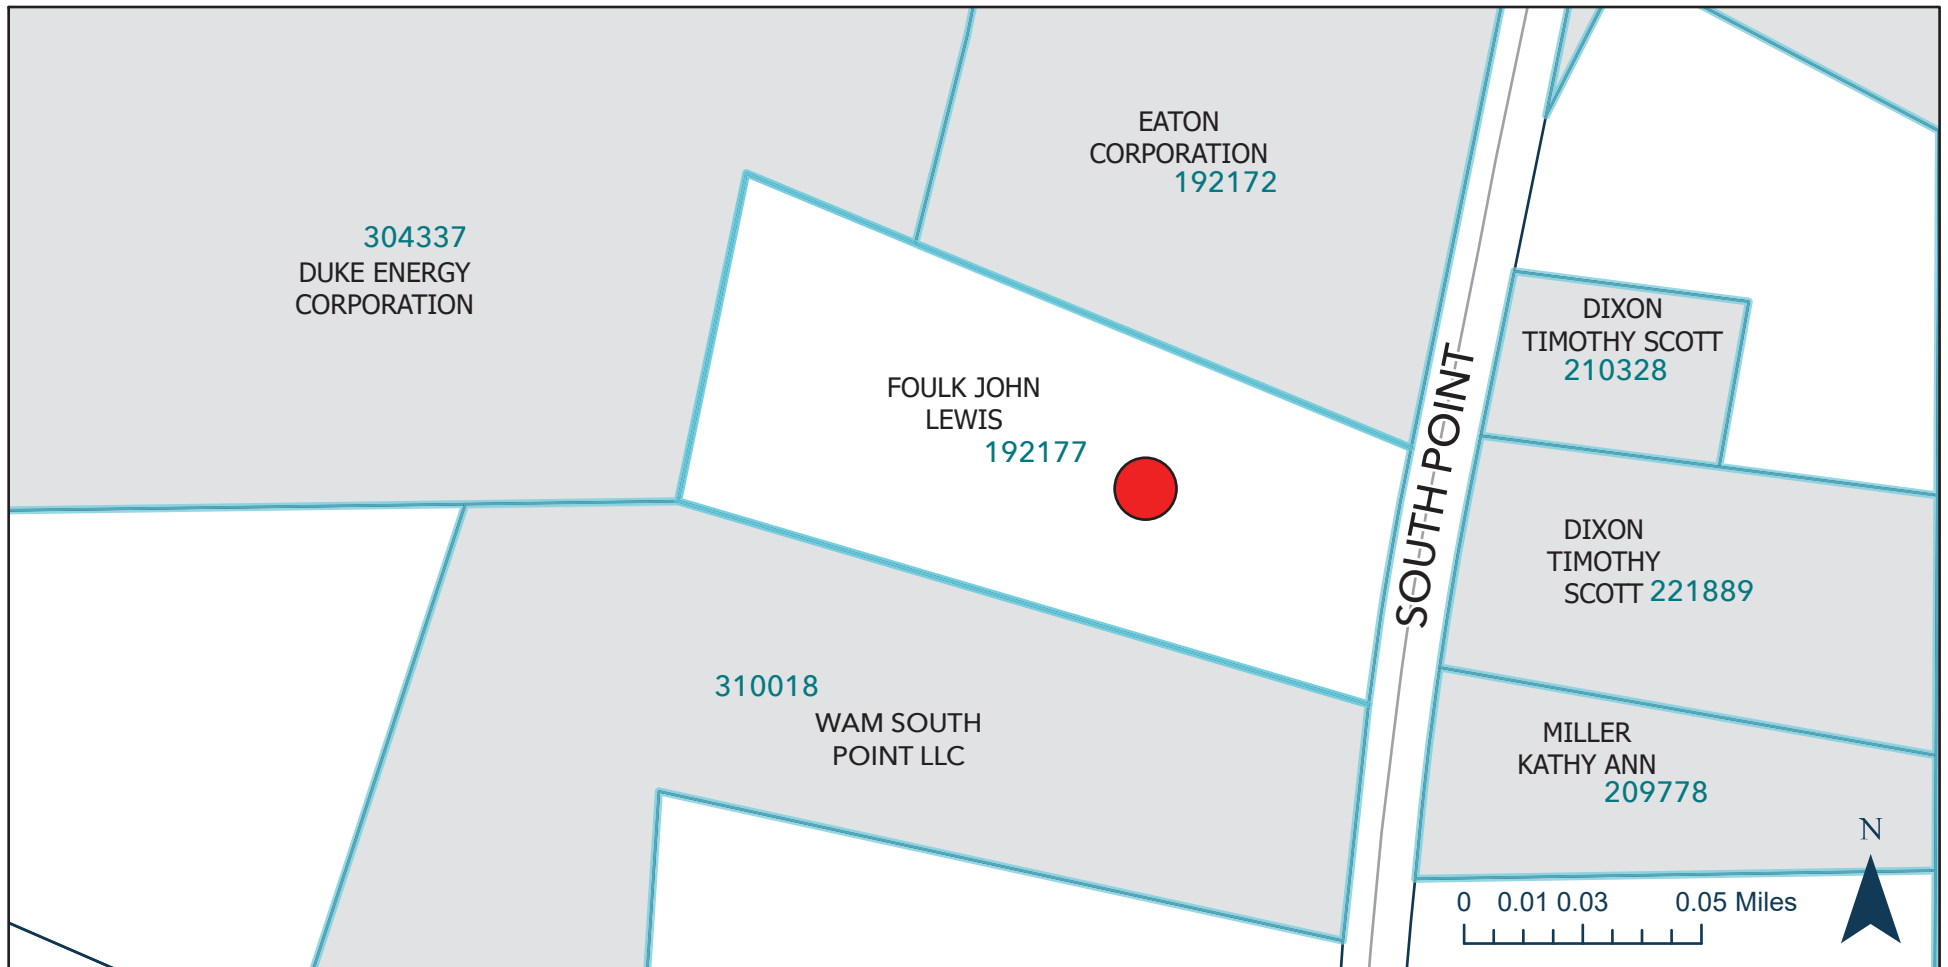 EATON
CORPORATION
192172
304337
DUKE ENERGY
CORPORATION
DIXON
TIMOTHY SCOTT
210328
FOULK JOHN
LEWIS
192177
SOUTH POINT
DIXON
TIMOTHY
SCOTT 221889
310018
WAM SOUTH
POINT LLC
MILLER
KATHY ANN
209778
N
0 0.01 0.03 0.05 Miles